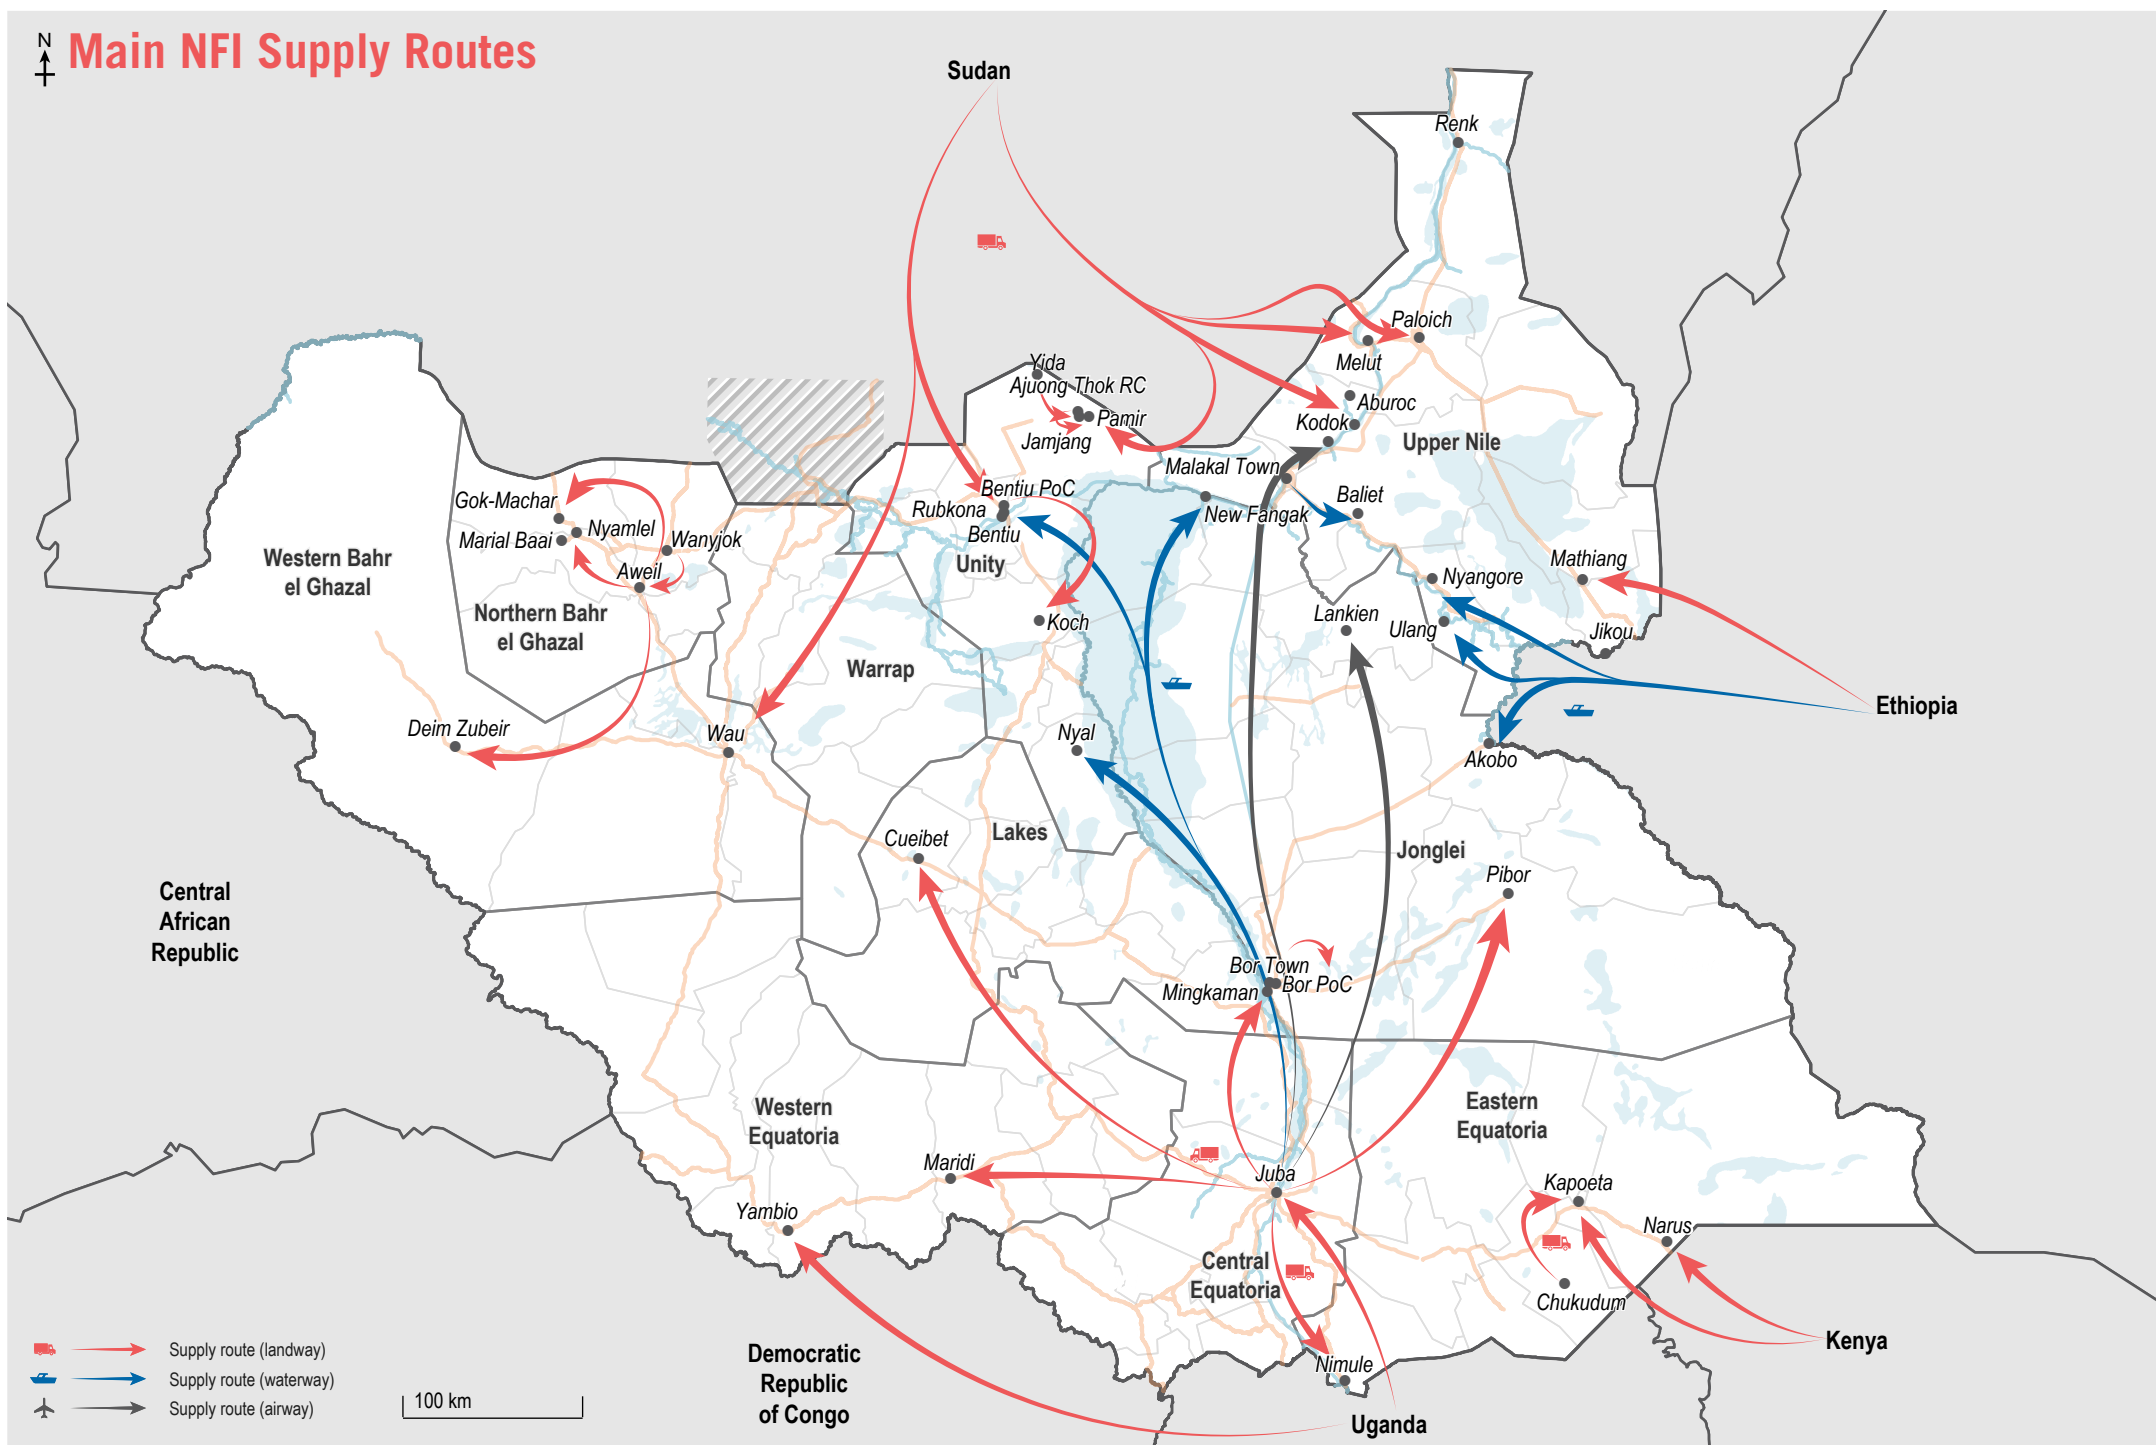 N
Main NFI Supply Routes
Sudan
Renk
Paloich
Melut
Yida
Ajuong Thok RC
Pamir
Jamjang
Aburoc
Kodok
Upper Nile
Malakal Town
Bentiu PoC
Rubkona
Bentiu
New Fangak
Baliet
Gok-Machar
Nyamlel
Marial Baai
Wanyjok
Aweil
Western Bahr
el Ghazal
Northern Bahr
el Ghazal
Unity
Koch
Warrap
Lankien
Nyangore
Ulang
Mathiang
Jikou
Ethiopia
Deim Zubeir
Wau
Nyal
Akobo
Cueibet
Lakes
Jonglei
Pibor
Central
African
Republic
Bor Town
Bor PoC
Mingkaman
Western
Equatoria
Eastern
Equatoria
Maridi
Juba
Yambio
Kapoeta
Narus
Central
Equatoria
Chukudum
Kenya
Nimule
Democratic
Republic
of Congo
Uganda
Supply route (landway)
Supply route (waterway)
Supply route (airway)
100 km